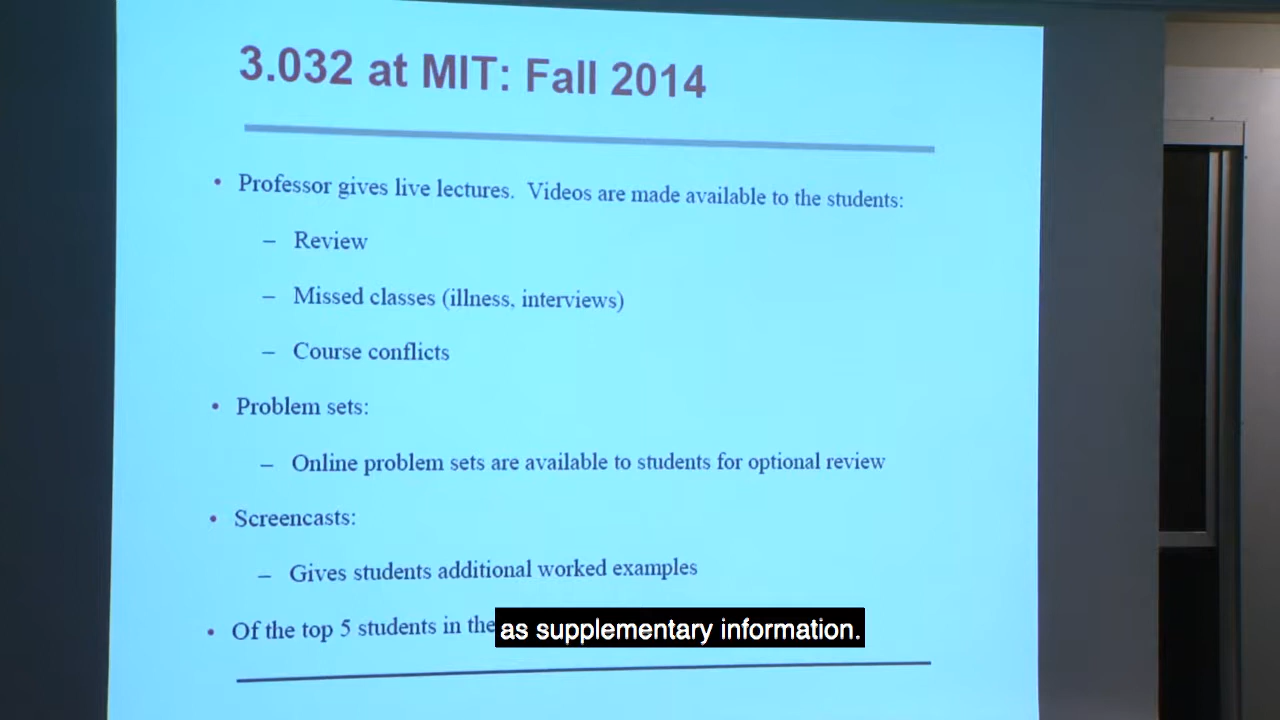 3.032 at MIT: Fall 2014
• Professor gives live lectures. Videos are made available to the students:
– Review
– Missed classes (illness, interviews)
– Course conflicts
• Problem sets:
– Online problem sets are available to students for optional review
• Screencasts:
– Gives students additional worked examples
• Of the top 5 students in the
as supplementary information.